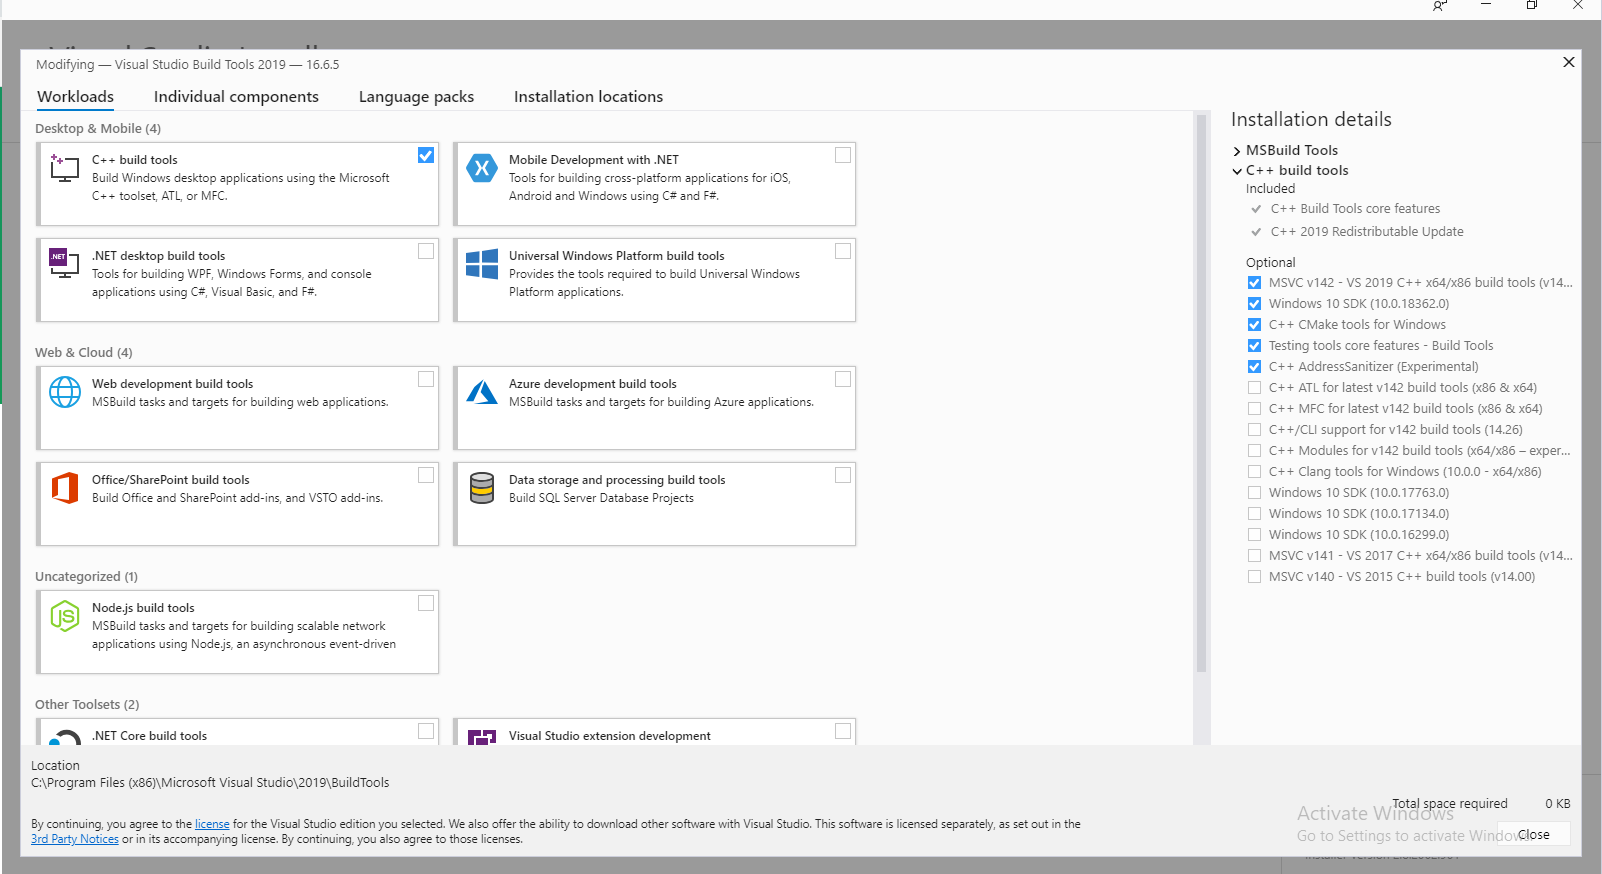 Modifying — Visual Studio Build Tools 2019 — 16.6.5
Workloads
Individual components
Language packs
Installation locations
Desktop & Mobile (4)
C++ build tools
Build Windows desktop applications using the Microsoft
C++ toolset, ATL, or MFC.
Mobile Development with .NET
Tools for building cross-platform applications for iOS,
Android and Windows using C# and F#.
.NET
.NET desktop build tools
Tools for building WPF, Windows Forms, and console
applications using C#, Visual Basic, and F#.
Universal Windows Platform build tools
Provides the tools required to build Universal Windows
Platform applications.
Web & Cloud (4)
Web development build tools
MSBuild tasks and targets for building web applications.
Azure development build tools
MSBuild tasks and targets for building Azure applications.
Office/SharePoint build tools
Build Office and SharePoint add-ins, and VSTO add-ins.
Data storage and processing build tools
Build SQL Server Database Projects
Uncategorized (1)
JS
Node.js build tools
MSBuild tasks and targets for building scalable network
applications using Node.js, an asynchronous event-driven
Other Toolsets (2)
.NET Core build tools
Visual Studio extension development
Installation details
MSBuild Tools
C++ build tools
Included
C++ Build Tools core features
C++ 2019 Redistributable Update
Optional
MSVC v142 - VS 2019 C++ x64/x86 build tools (v14...
Windows 10 SDK (10.0.18362.0)
C++ CMake tools for Windows
Testing tools core features - Build Tools
C++ AddressSanitizer (Experimental)
C++ ATL for latest v142 build tools (x86 & x64)
C++ MFC for latest v142 build tools (x86 & x64)
C++/CLI support for v142 build tools (14.26)
C++ Modules for v142 build tools (x64/x86 – exper...
C++ Clang tools for Windows (10.0.0 - x64/x86)
Windows 10 SDK (10.0.17763.0)
Windows 10 SDK (10.0.17134.0)
Windows 10 SDK (10.0.16299.0)
MSVC v141 - VS 2017 C++ x64/x86 build tools (v14...
MSVC v140 - VS 2015 C++ build tools (v14.00)
Location
C:\Program Files (x86)\Microsoft Visual Studio\2019\BuildTools
Total space required 0 KB
Activate Windows
Go to Settings to activate Windows.
Close
By continuing, you agree to the license for the Visual Studio edition you selected. We also offer the ability to download other software with Visual Studio. This software is licensed separately, as set out in the
3rd Party Notices or in its accompanying license. By continuing, you also agree to those licenses.